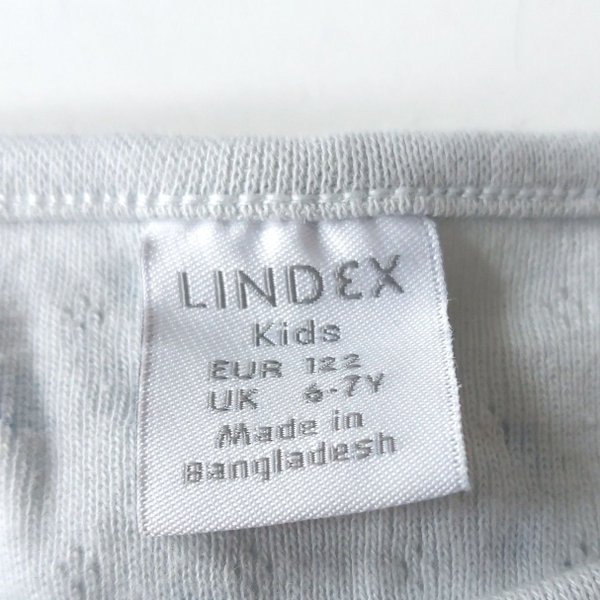 LINDEX
Kids
EUR 122
UK 6-7Y
Made in
Bangladesh